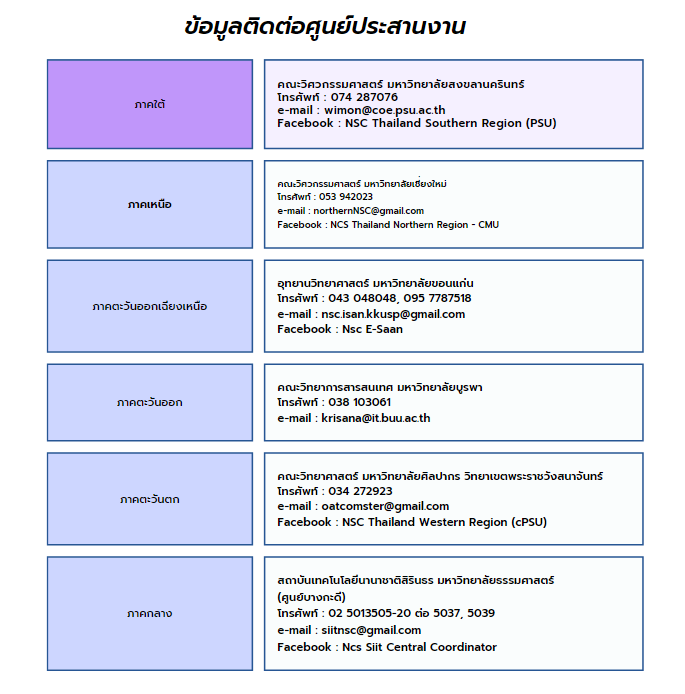 ข้อมูลติดต่อศูนย์ประสานงาน
ภาคใต้
คณะวิศวกรรมศาสตร์ มหาวิทยาลัยสงขลานครินทร์
โทรศัพท์ : 074 287076
e-mail : wimon@coe.psu.ac.th
Facebook : NSC Thailand Southern Region (PSU)
ภาคเหนือ
คณะวิศวกรรมศาสตร์ มหาวิทยาลัยเชี่ยงใหม่
โทรศัพท์ : 053 942023
e-mail : northernNSC@gmail.com
Facebook : NCS Thailand Northern Region - CMU
ภาคตะวันออกเฉียงเหนือ
อุทยานวิทยาศาสตร์ มหาวิทยาลัยขอนแก่น
โทรศัพท์ : 043 048048, 095 7787518
e-mail : nsc.isan.kkusp@gmail.com
Facebook : Nsc E-Saan
ภาคตะวันออก
คณะวิทยาการสารสนเทศ มหาวิทยาลัยบูรพา
โทรศัพท์ : 038 103061
e-mail : krisana@it.buu.ac.th
ภาคตะวันตก
คณะวิทยาศาสตร์ มหาวิทยาลัยศิลปากร วิทยาเขตพระราชวังสนาจันทร์
โทรศัพท์ : 034 272923
e-mail : oatcomster@gmail.com
Facebook : NSC Thailand Western Region (cPSU)
ภาคกลาง
สถาบันเทคโนโลยีนานาชาติสิรินธร มหาวิทยาลัยธรรมศาสตร์
(ศูนย์บางกะดี)
โทรศัพท์ : 02 5013505-20 ต่อ 5037, 5039
e-mail : siitnsc@gmail.com
Facebook : Ncs Siit Central Coordinator